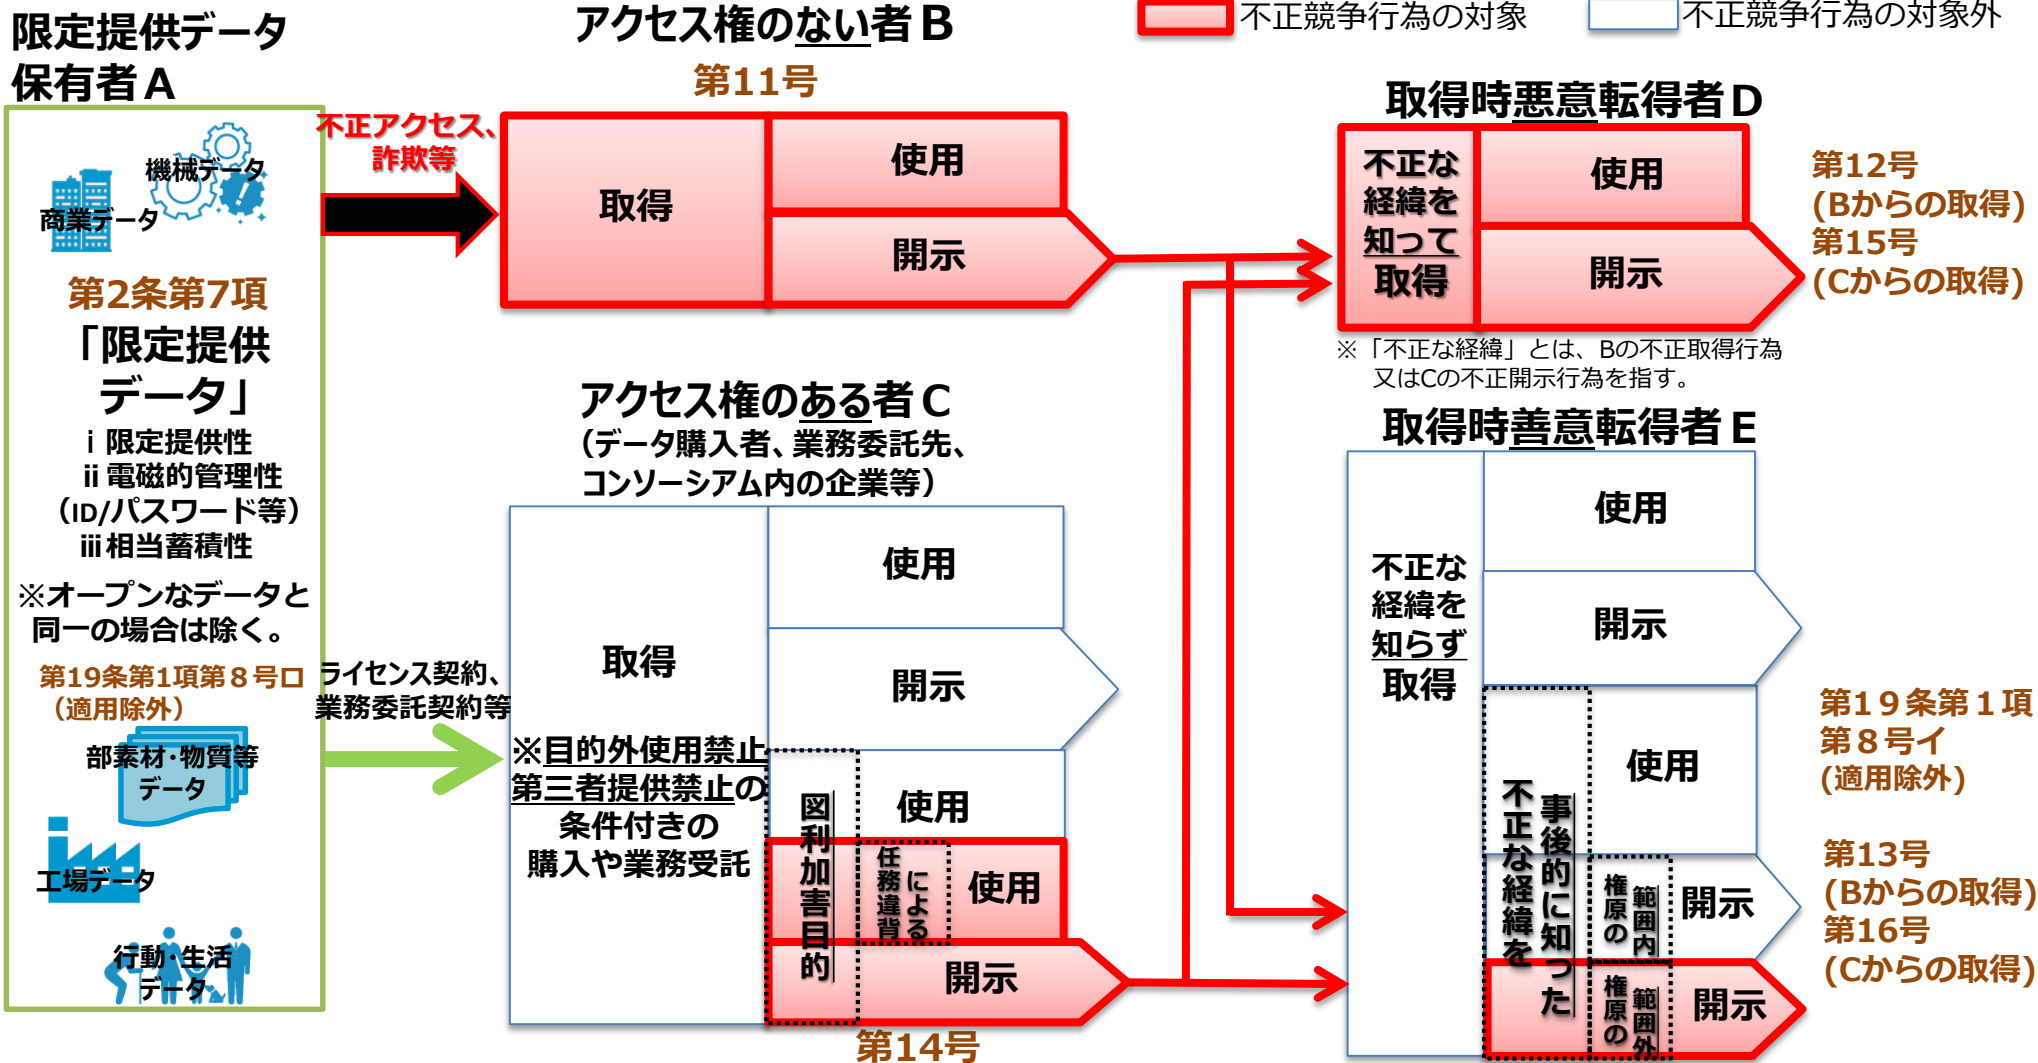 限定提供データ
保有者A
機械データ
商業データ
第2条第7項
「限定提供
データ」
ⅰ 限定提供性
ⅱ 電磁的管理性
（ID/パスワード等）
ⅲ 相当蓄積性
※オープンなデータと
同一の場合は除く。
第19条第1項第８号ロ
（適用除外）
部素材･物質等
データ
工場データ
行動･生活
データ
不正アクセス、
詐欺等
ライセンス契約、
業務委託契約等
アクセス権のない者B
第11号
取得
使用
開示
アクセス権のある者C
（データ購入者、業務委託先、
コンソーシアム内の企業等）
取得
※目的外使用禁止
第三者提供禁止の
条件付きの
購入や業務受託
使用
開示
図利加害目的
使用
任務違背
による
使用
開示
第14号
不正競争行為の対象
不正競争行為の対象外
取得時悪意転得者D
不正な
経緯を
知って
取得
使用
開示
第12号
(Bからの取得)
第15号
(Cからの取得)
※「不正な経緯」とは、Bの不正取得行為
又はCの不正開示行為を指す。
取得時善意転得者E
不正な
経緯を
知らず
取得
使用
開示
不正な経緯を
事後的に知った
使用
権原の
範囲内
開示
権原の
範囲外
開示
第１９条第１項
第８号イ
(適用除外)
第13号
(Bからの取得)
第16号
(Cからの取得)